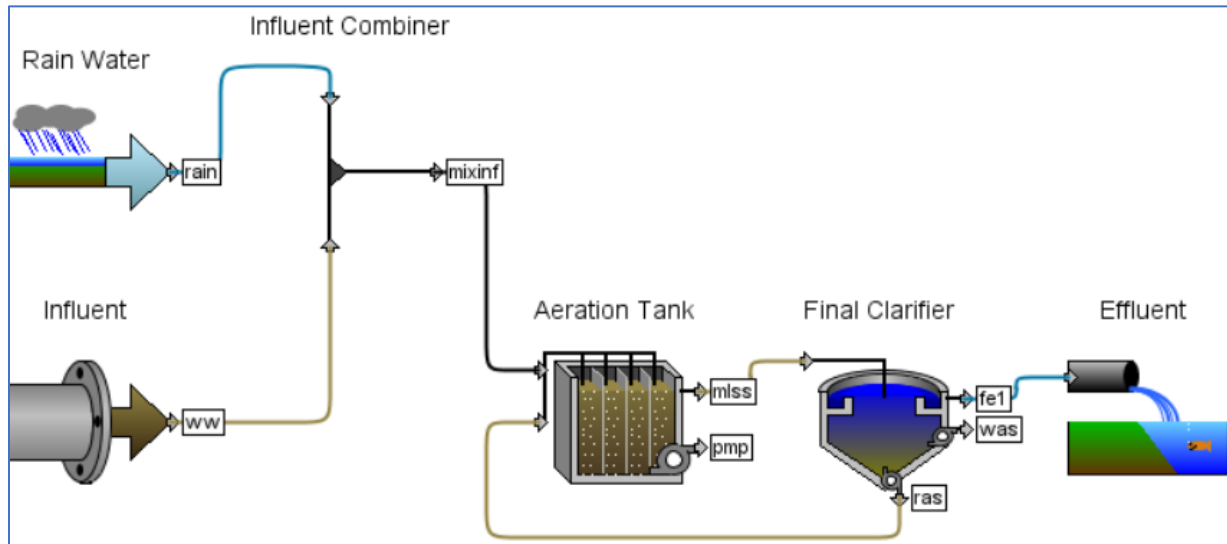 Influent Combiner
Rain Water
rain
mixinf
Influent
Aeration Tank
Final Clarifier
Effluent
mlss
fe1
ww
was
pmp
ras